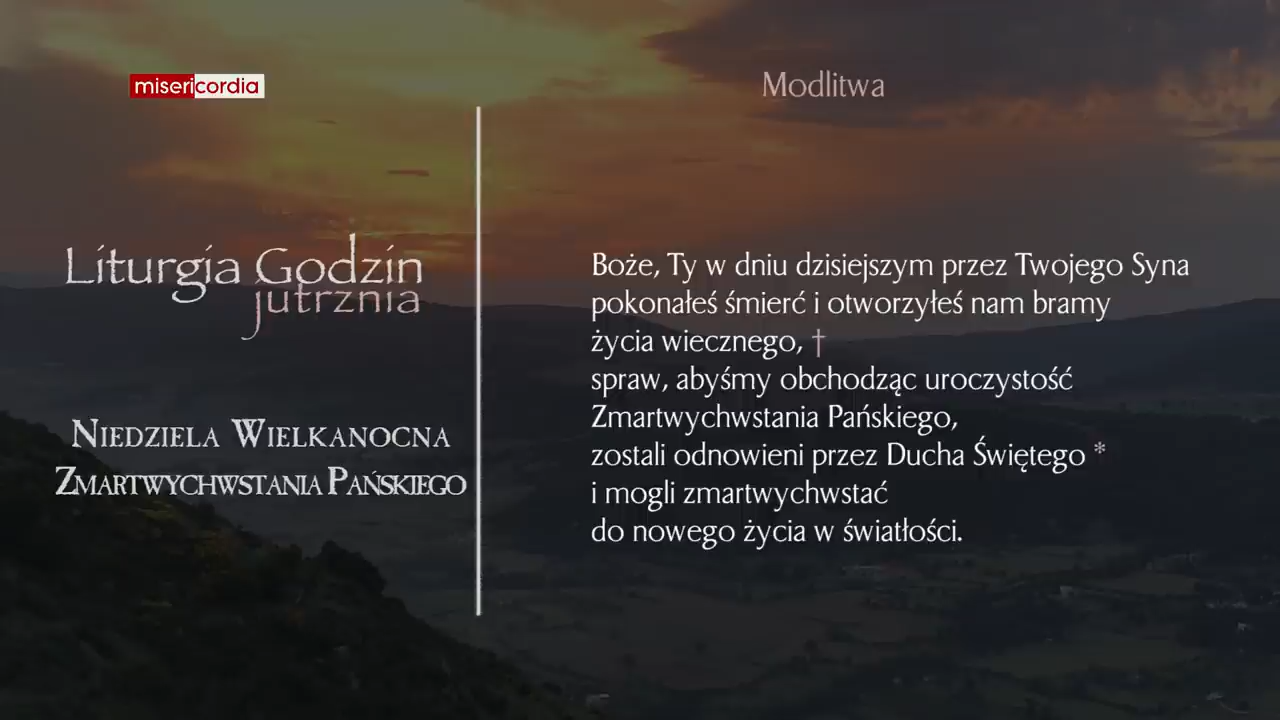 misericordia
Modlitwa
Liturgia Godzin
jutrznia
Niedziela Wielkanocna
Zmartwychwstania Pańskiego
Boże, Ty w dniu dzisiejszym przez Twojego Syna
pokonałeś śmierć i otworzyłeś nam bramy
życia wiecznego, †
spraw, abyśmy obchodząc uroczystość
Zmartwychwstania Pańskiego,
zostali odnowieni przez Ducha Świętego *
i mogli zmartwychwstać
do nowego życia w światłości.